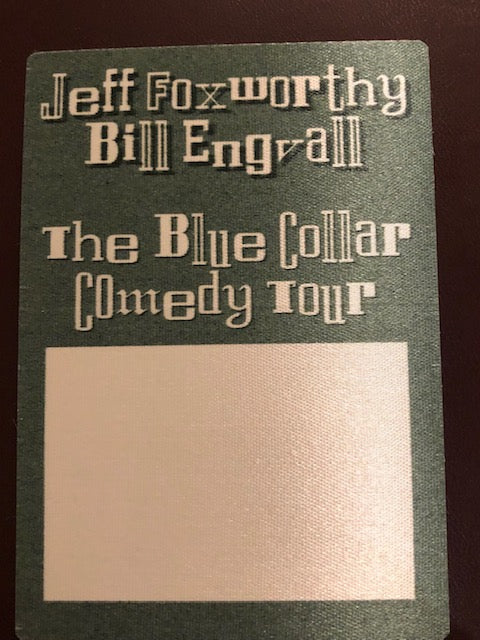 Jeff Foxworthy
Bill Engvall
The Blue Collar
Comedy Tour